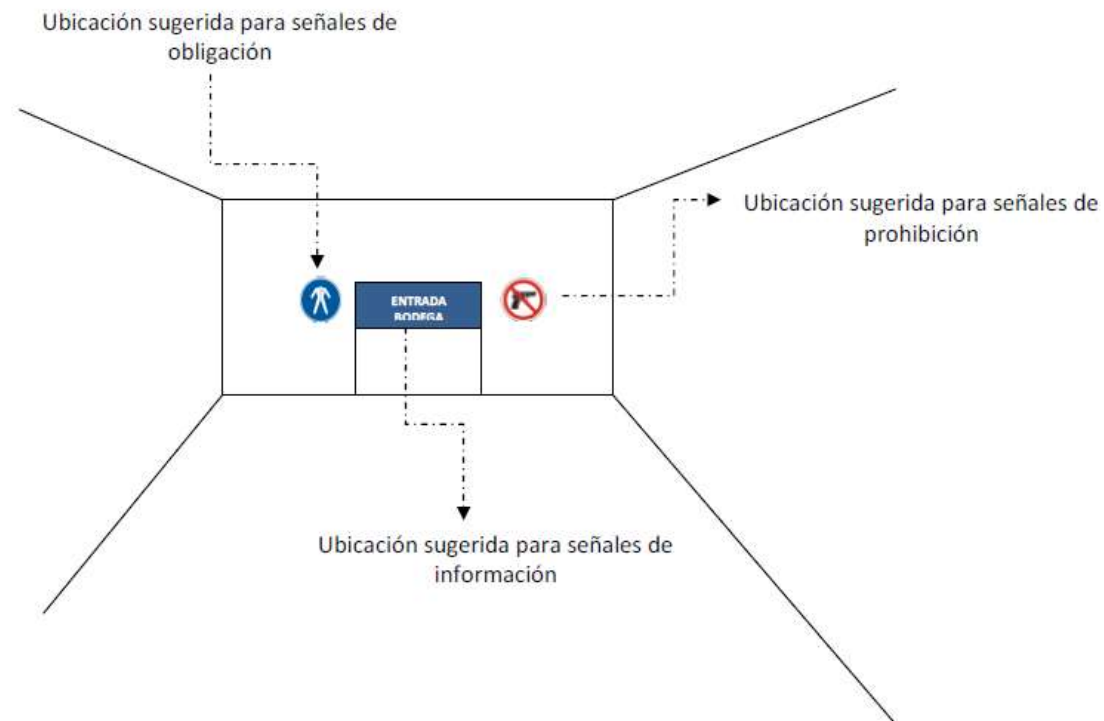 Ubicación sugerida para señales de
obligación
Ubicación sugerida para señales de
prohibición
ENTRADA
BODEGA
Ubicación sugerida para señales de
información